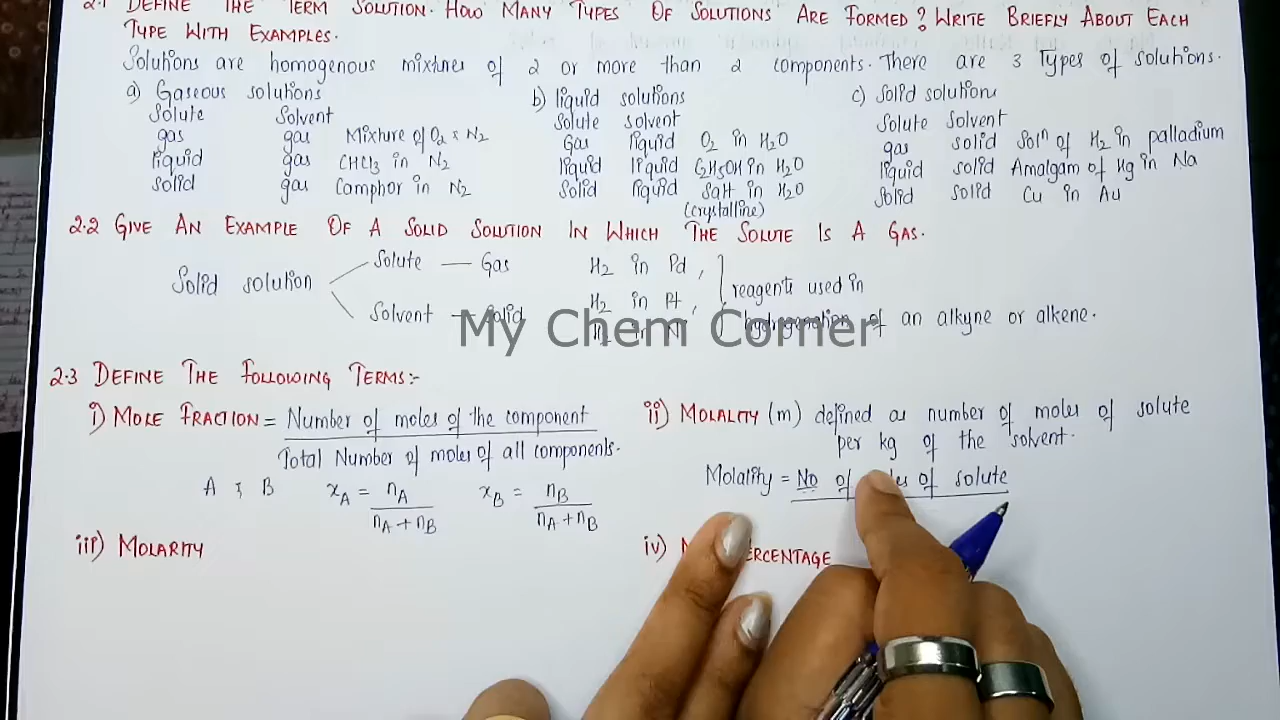 2.1 DEFINE THE TERM SOLUTION. HOW MANY TYPES OF SOLUTIONS ARE FORMED? WRITE BRIEFLY ABOUT EACH
TYPE WITH EXAMPLES.
Solutions are homogenous mixtures of 2 or more than 2 components. There are 3 Types of solutions.
a) Gaseous solutions
Solute Solvent
gas gas Mixture of O₂ & N₂
liquid gas CHCl₃ in N₂
solid gas Camphor in N₂
b) liquid solutions
Solute solvent
Gas liquid O₂ in H₂O
liquid liquid C₂H₅OH in H₂O
Solid liquid Salt in H₂O
(crystalline)
c) Solid solution
Solute Solvent
gas solid Solⁿ of H₂ in palladium
liquid solid Amalgam of Hg in Na
Solid solid Cu in Au
2.2 GIVE AN EXAMPLE OF A SOLID SOLUTION IN WHICH THE SOLUTE IS A GAS.
Solid solution
Solute — Gas
Solvent — Solid
H₂ in Pd,
H₂ in Pt,
H₂ in Ni
reagents used in
hydrogenation of an alkyne or alkene.
My Chem Corner
2.3 DEFINE THE FOLLOWING TERMS:-
i) MOLE FRACTION = Number of moles of the component
Total Number of moles of all components.
A & B xA = nA xB = nB
nA + nB nA + nB
ii) MOLALITY (m) defined as number of moles of solute
per kg of the solvent.
Molality = No of of solute
iii) MOLARITY
iv)